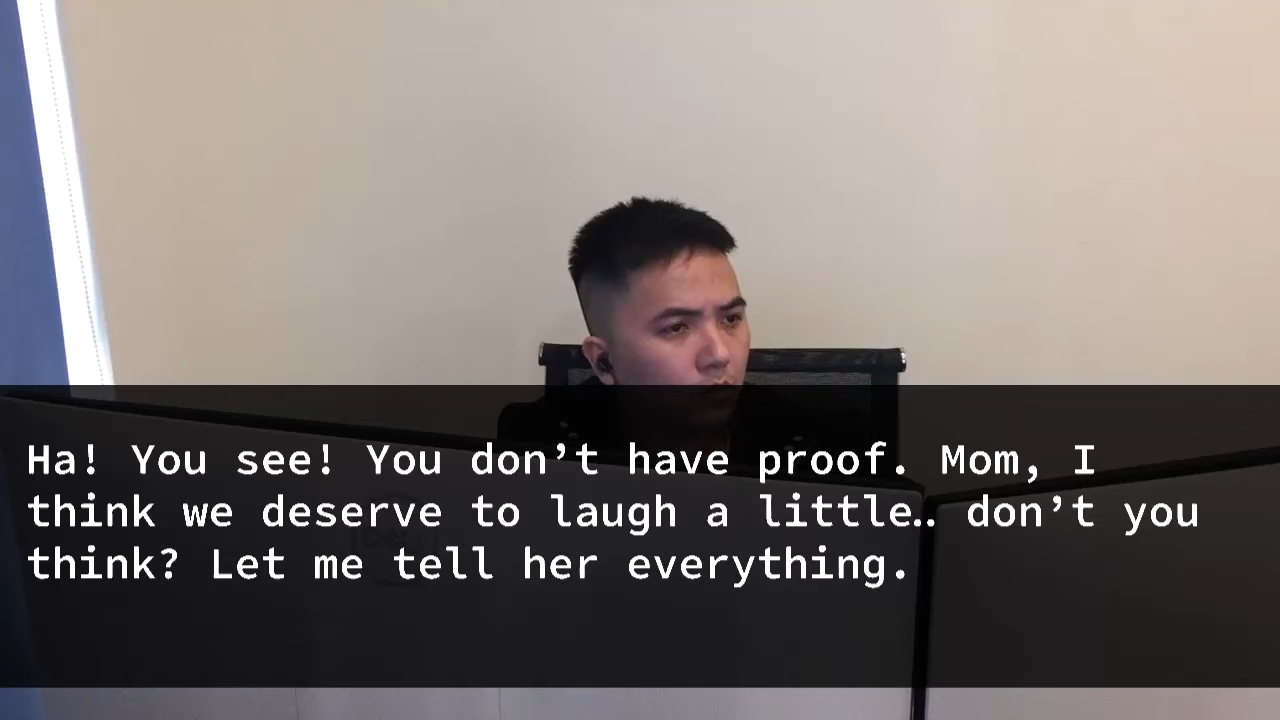 Ha! You see! You don’t have proof. Mom, I
think we deserve to laugh a little.. don’t you
think? Let me tell her everything.